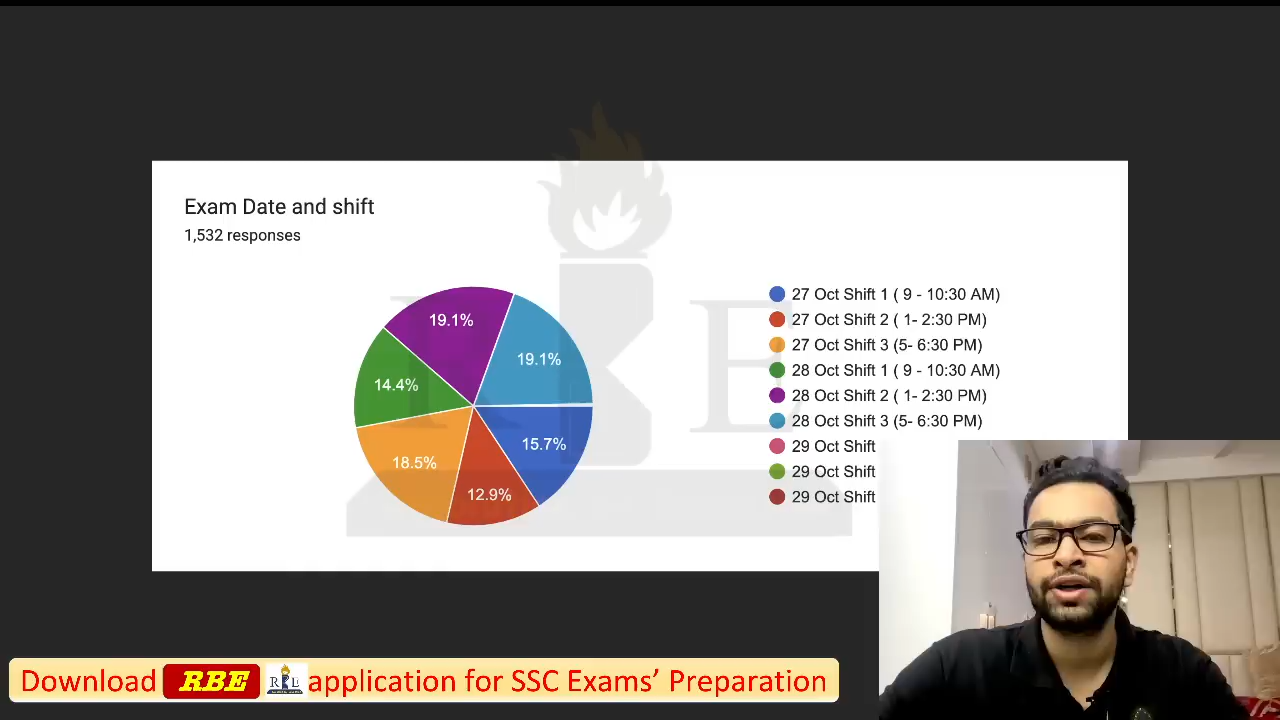 Exam Date and shift
1,532 responses
19.1%
19.1%
14.4%
15.7%
18.5%
12.9%
27 Oct Shift 1 ( 9 - 10:30 AM)
27 Oct Shift 2 ( 1- 2:30 PM)
27 Oct Shift 3 (5- 6:30 PM)
28 Oct Shift 1 ( 9 - 10:30 AM)
28 Oct Shift 2 ( 1- 2:30 PM)
28 Oct Shift 3 (5- 6:30 PM)
29 Oct Shift
29 Oct Shift
29 Oct Shift
R E
Download RBE R E application for SSC Exams’ Preparation